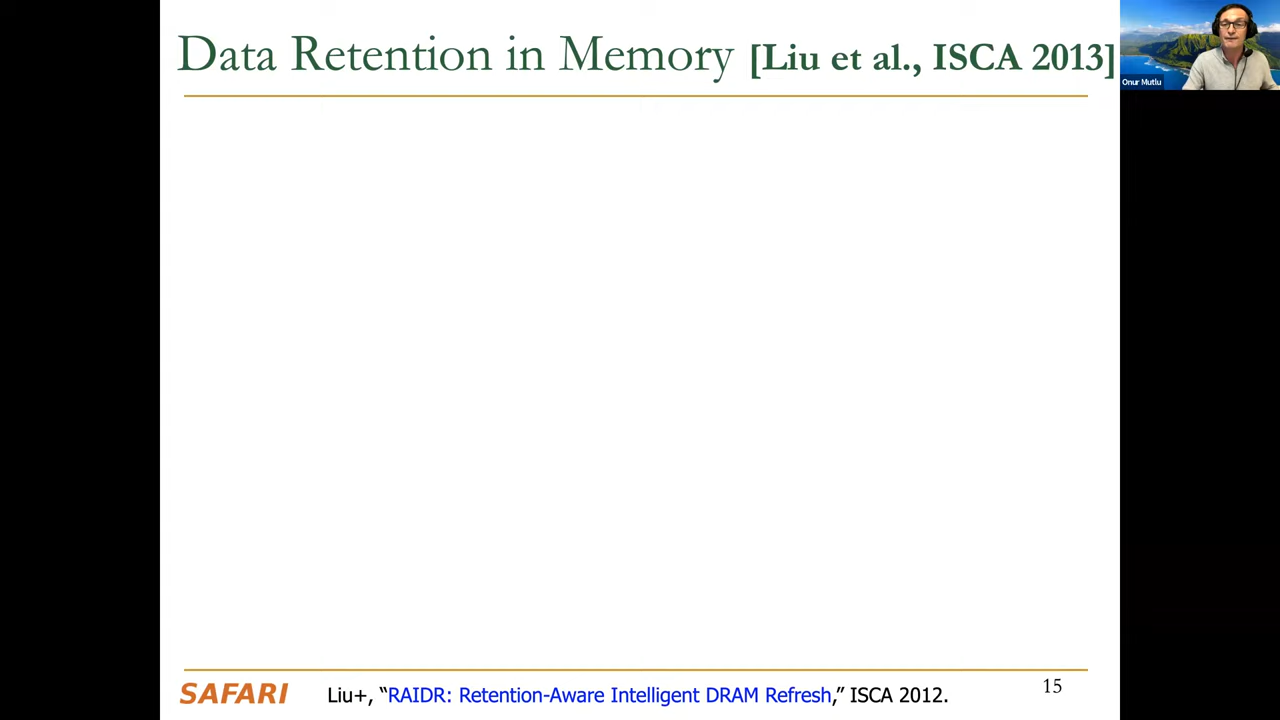 Data Retention in Memory [Liu et al., ISCA 2013]
Onur Mutlu
SAFARI
Liu+, “RAIDR: Retention-Aware Intelligent DRAM Refresh,” ISCA 2012.
15